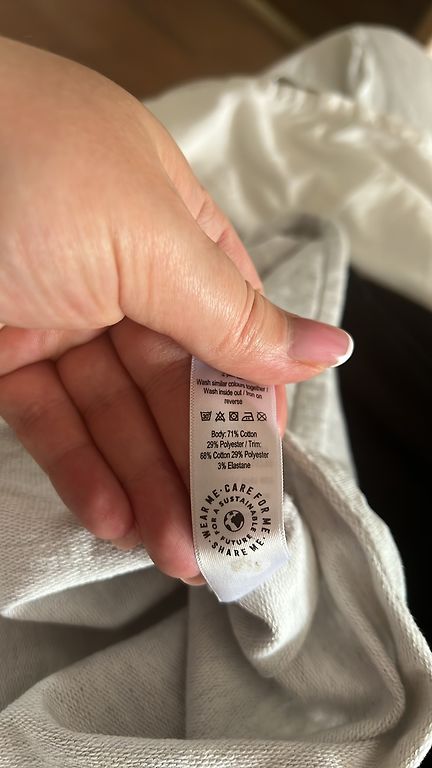 Wash similar colours together /
Wash inside out / Iron on
reverse
Body: 71% Cotton
29% Polyester / Trim:
68% Cotton 29% Polyester
3% Elastane
WEAR ME · CARE FOR ME · SHARE ME ·
FOR A SUSTAINABLE FUTURE